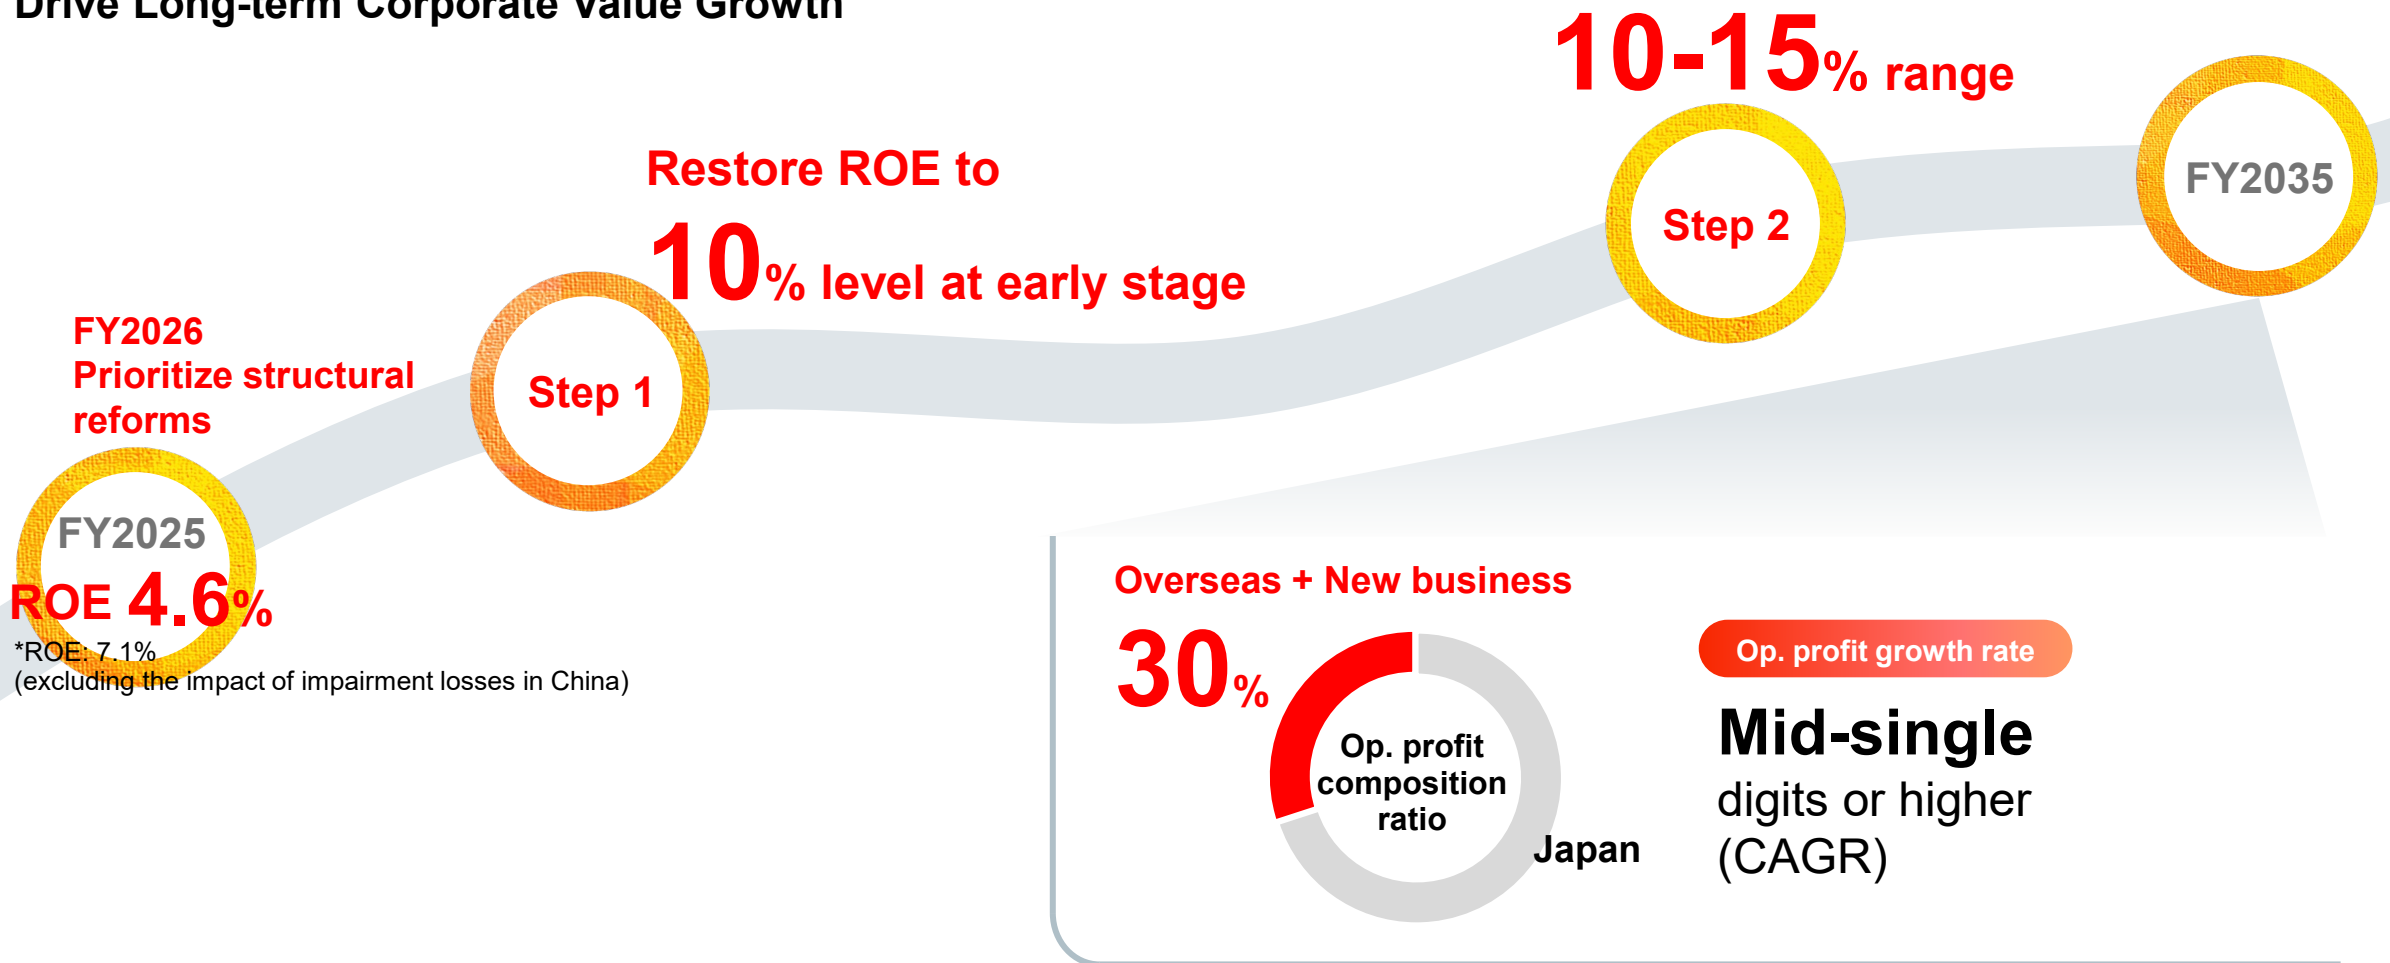 Drive Long-term Corporate Value Growth
10-15% range
FY2035
Step 2
Restore ROE to
10% level at early stage
Step 1
FY2026
Prioritize structural
reforms
FY2025
ROE 4.6%
*ROE: 7.1%
(excluding the impact of impairment losses in China)
Overseas + New business
30%
Op. profit
composition
ratio
Japan
Op. profit growth rate
Mid-single
digits or higher
(CAGR)